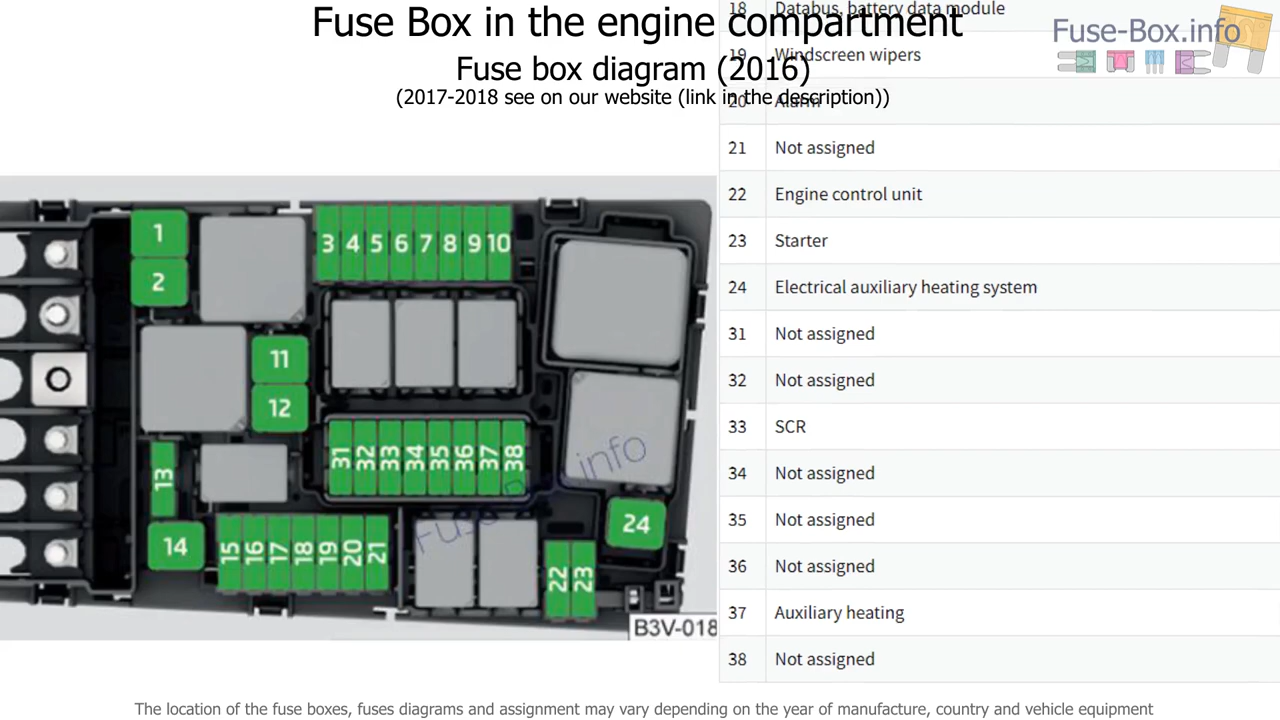 Fuse Box in the engine compartment
Fuse box diagram (2016)
(2017-2018 see on our website (link in the description))
Fuse-Box.info
18 Databus, battery data module
19 Windscreen wipers
20 Alarm
21 Not assigned
22 Engine control unit
23 Starter
24 Electrical auxiliary heating system
31 Not assigned
32 Not assigned
33 SCR
34 Not assigned
35 Not assigned
36 Not assigned
37 Auxiliary heating
38 Not assigned
1
2
3 4 5 6 7 8 9 10
11
12
31 32 33 34 35 36 37 38
13
14
15 16 17 18 19 20 21
22 23
24
Fuse-Box.info
B3V-018
The location of the fuse boxes, fuses diagrams and assignment may vary depending on the year of manufacture, country and vehicle equipment